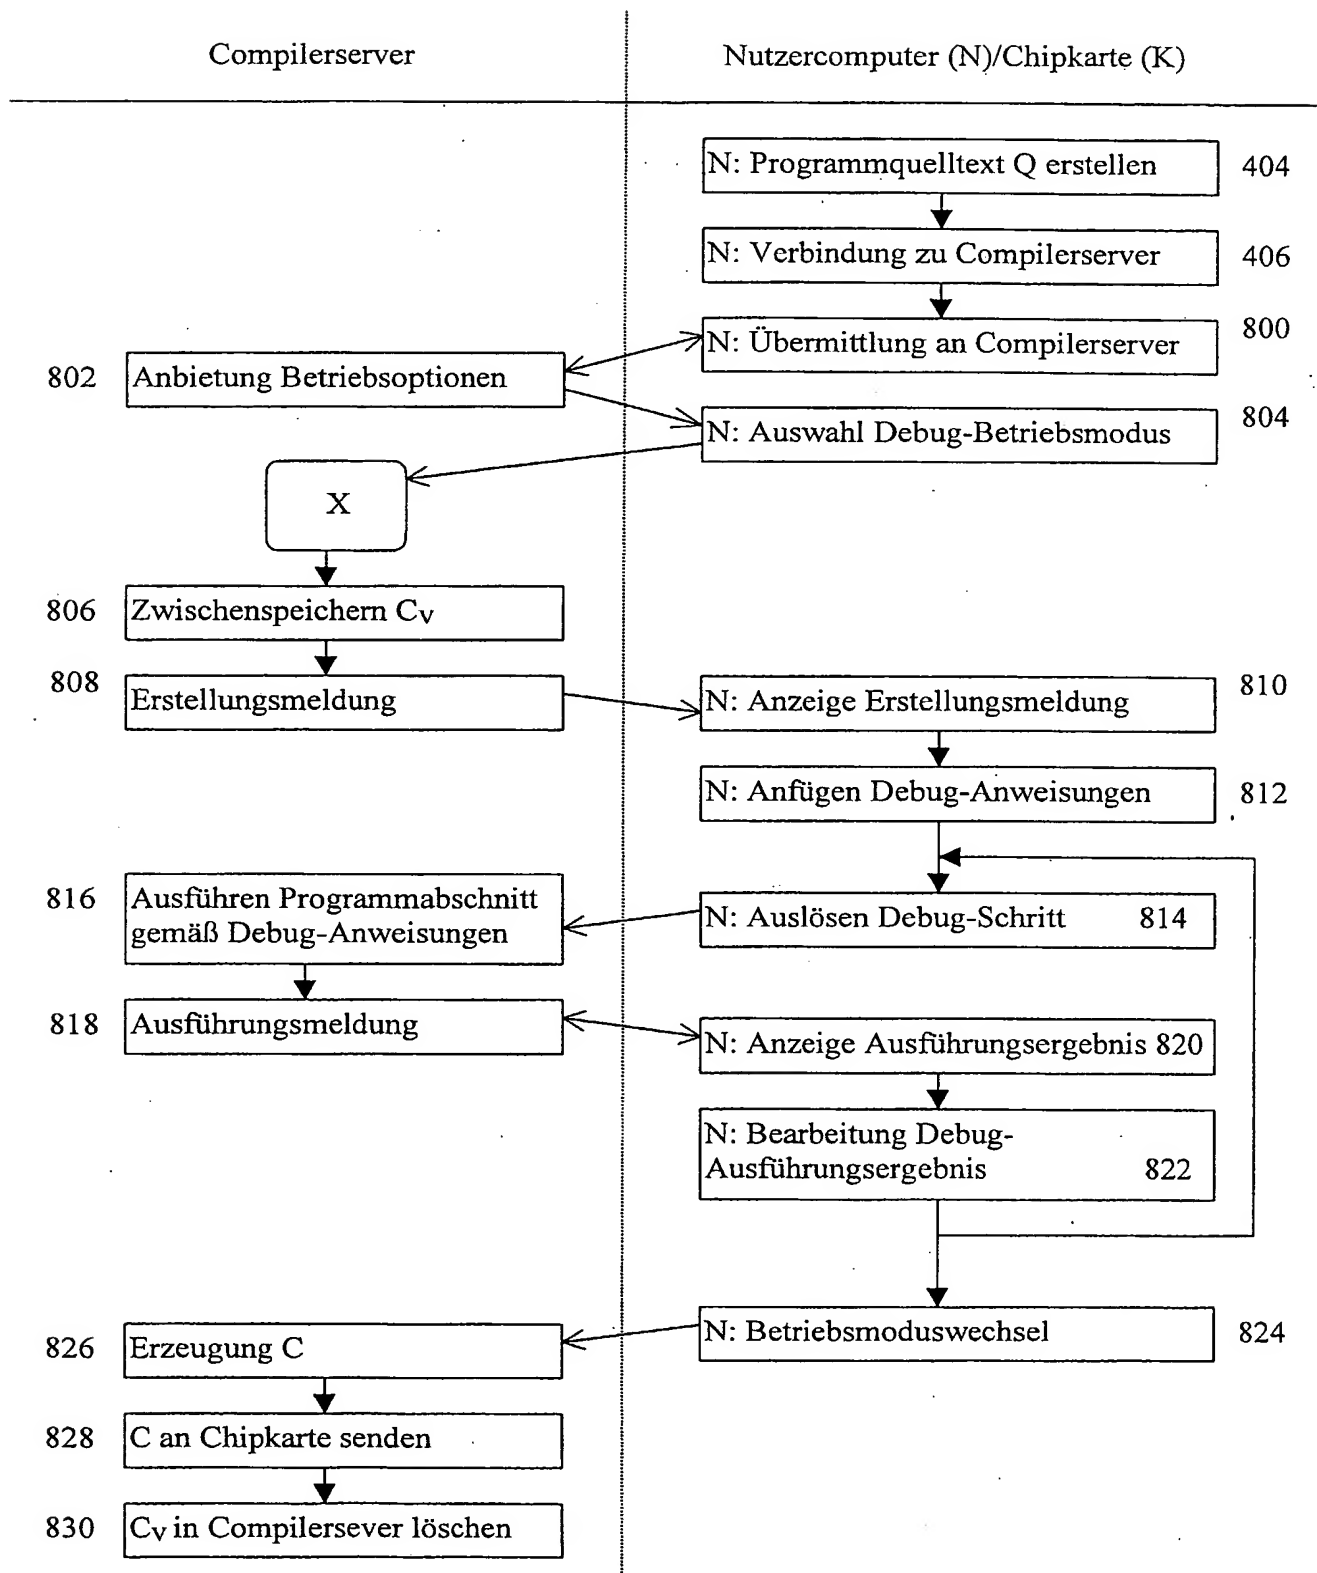 Compilerserver
Nutzercomputer (N)/Chipkarte (K)
N: Programmquelltext Q erstellen 404
N: Verbindung zu Compilerserver 406
N: Übermittlung an Compilerserver 800
802 Anbietung Betriebsoptionen
N: Auswahl Debug-Betriebsmodus 804
X
806 Zwischenspeichern Cv
808 Erstellungsmeldung
N: Anzeige Erstellungsmeldung 810
N: Anfügen Debug-Anweisungen 812
816 Ausführen Programmabschnitt
gemäß Debug-Anweisungen
N: Auslösen Debug-Schritt 814
818 Ausführungsmeldung
N: Anzeige Ausführungsergebnis 820
N: Bearbeitung Debug-
Ausführungsergebnis 822
N: Betriebsmoduswechsel 824
826 Erzeugung C
828 C an Chipkarte senden
830 Cv in Compilersever löschen